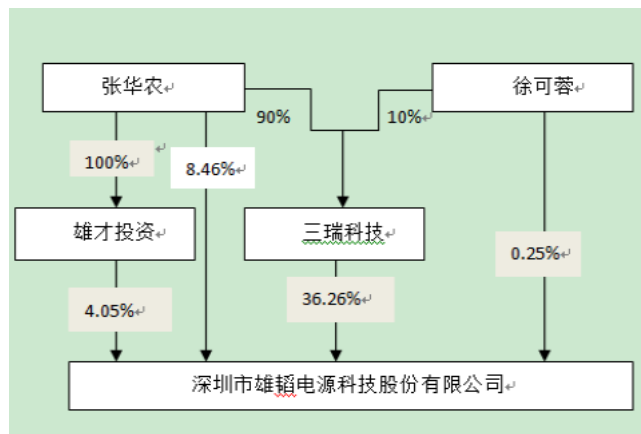 张华农
徐可蓉
90%
10%
100%
8.46%
雄才投资
三瑞科技
0.25%
4.05%
36.26%
深圳市雄韬电源科技股份有限公司